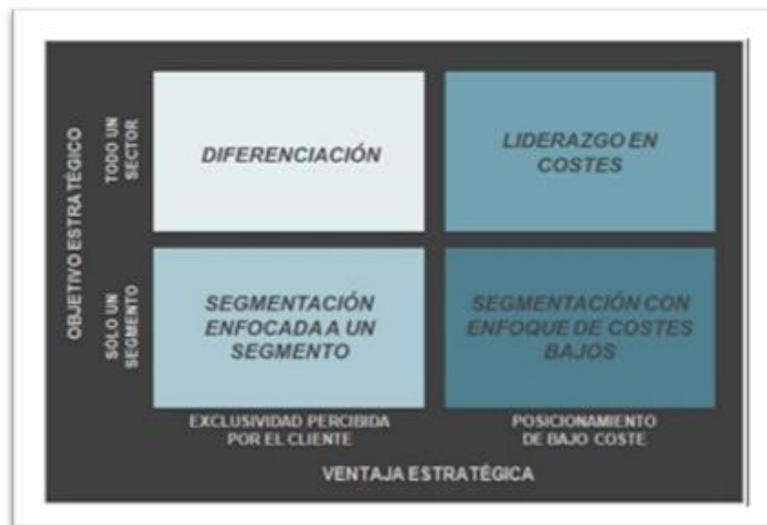 OBJETIVO ESTRATÉGICO
TODO UN
SECTOR
DIFERENCIACIÓN
LIDERAZGO EN
COSTES
SÓLO UN
SEGMENTO
SEGMENTACIÓN
ENFOCADA A UN
SEGMENTO
SEGMENTACIÓN CON
ENFOQUE DE COSTES
BAJOS
EXCLUSIVIDAD PERCIBIDA
POR EL CLIENTE
POSICIONAMIENTO
DE BAJO COSTE
VENTAJA ESTRATÉGICA